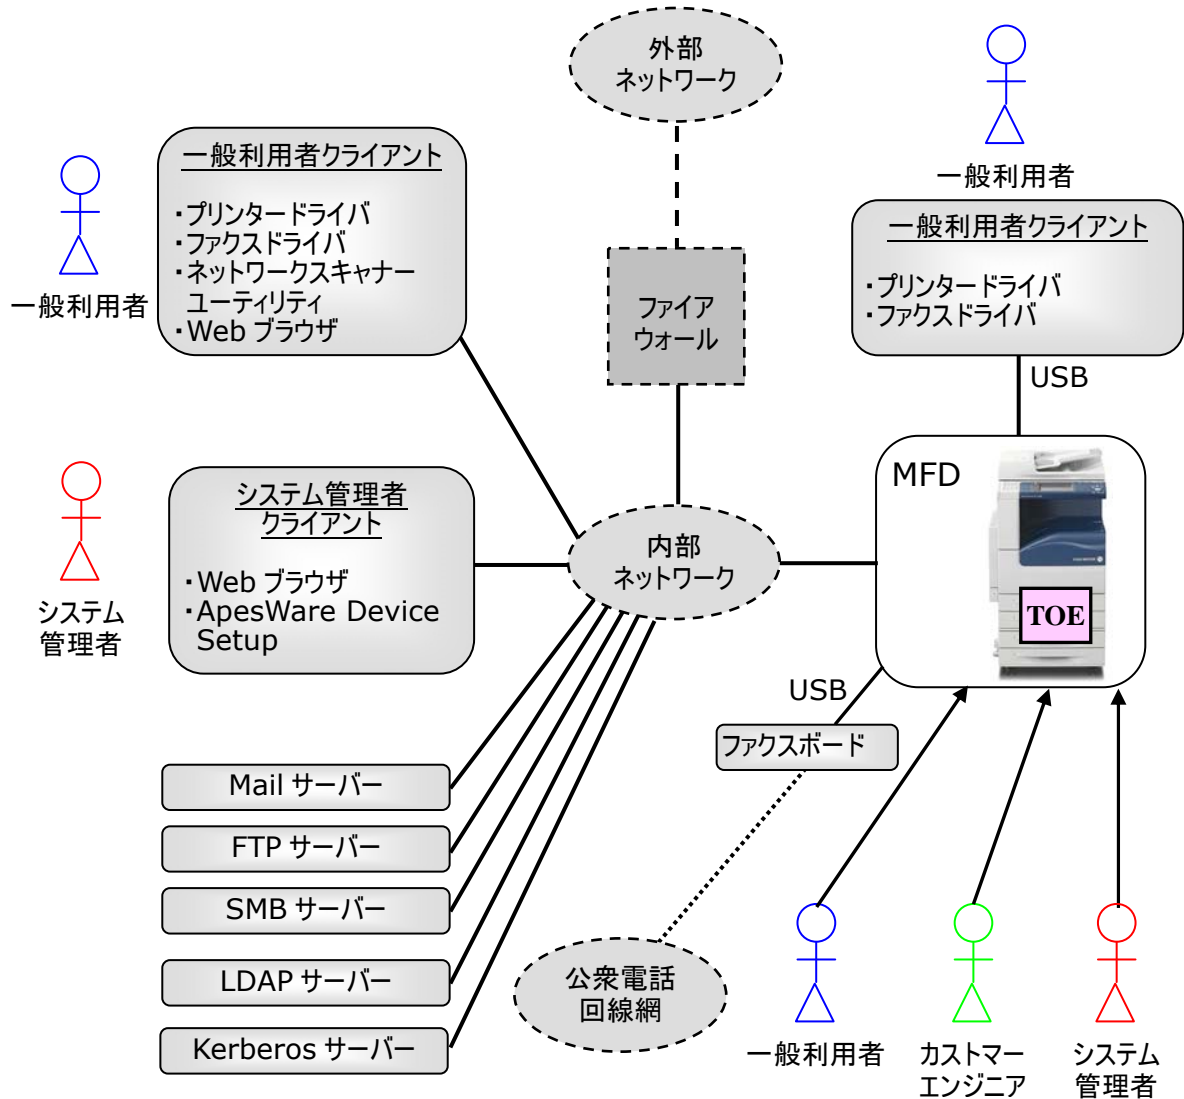 外部
ネットワーク
一般利用者
一般利用者クライアント
・プリンタードライバ
・ファクスドライバ
・ネットワークスキャナー
ユーティリティ
・Web ブラウザ
一般利用者
一般利用者クライアント
・プリンタードライバ
・ファクスドライバ
USB
ファイア
ウォール
システム管理者
クライアント
・Web ブラウザ
・ApesWare Device
Setup
システム
管理者
内部
ネットワーク
MFD
TOE
USB
ファクスボード
Mail サーバー
FTP サーバー
SMB サーバー
LDAP サーバー
Kerberos サーバー
公衆電話
回線網
一般利用者
カストマー
エンジニア
システム
管理者